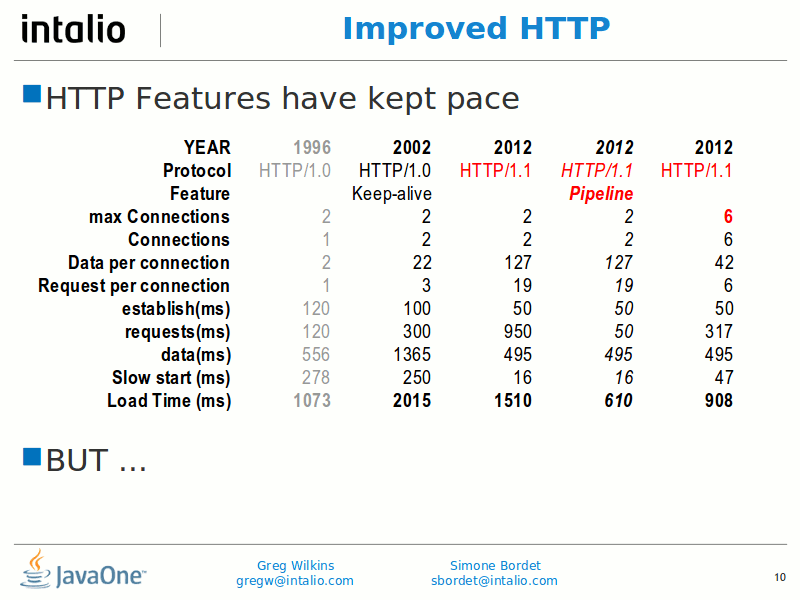 intalio
Improved HTTP
HTTP Features have kept pace
YEAR 1996 2002 2012 2012 2012
Protocol HTTP/1.0 HTTP/1.0 HTTP/1.1 HTTP/1.1 HTTP/1.1
Feature Keep-alive Pipeline
max Connections 2 2 2 2 6
Connections 1 2 2 2 6
Data per connection 2 22 127 127 42
Request per connection 1 3 19 19 6
establish(ms) 120 100 50 50 50
requests(ms) 120 300 950 50 317
data(ms) 556 1365 495 495 495
Slow start (ms) 278 250 16 16 47
Load Time (ms) 1073 2015 1510 610 908
BUT ...
JavaOne™
Greg Wilkins
gregw@intalio.com
Simone Bordet
sbordet@intalio.com
10